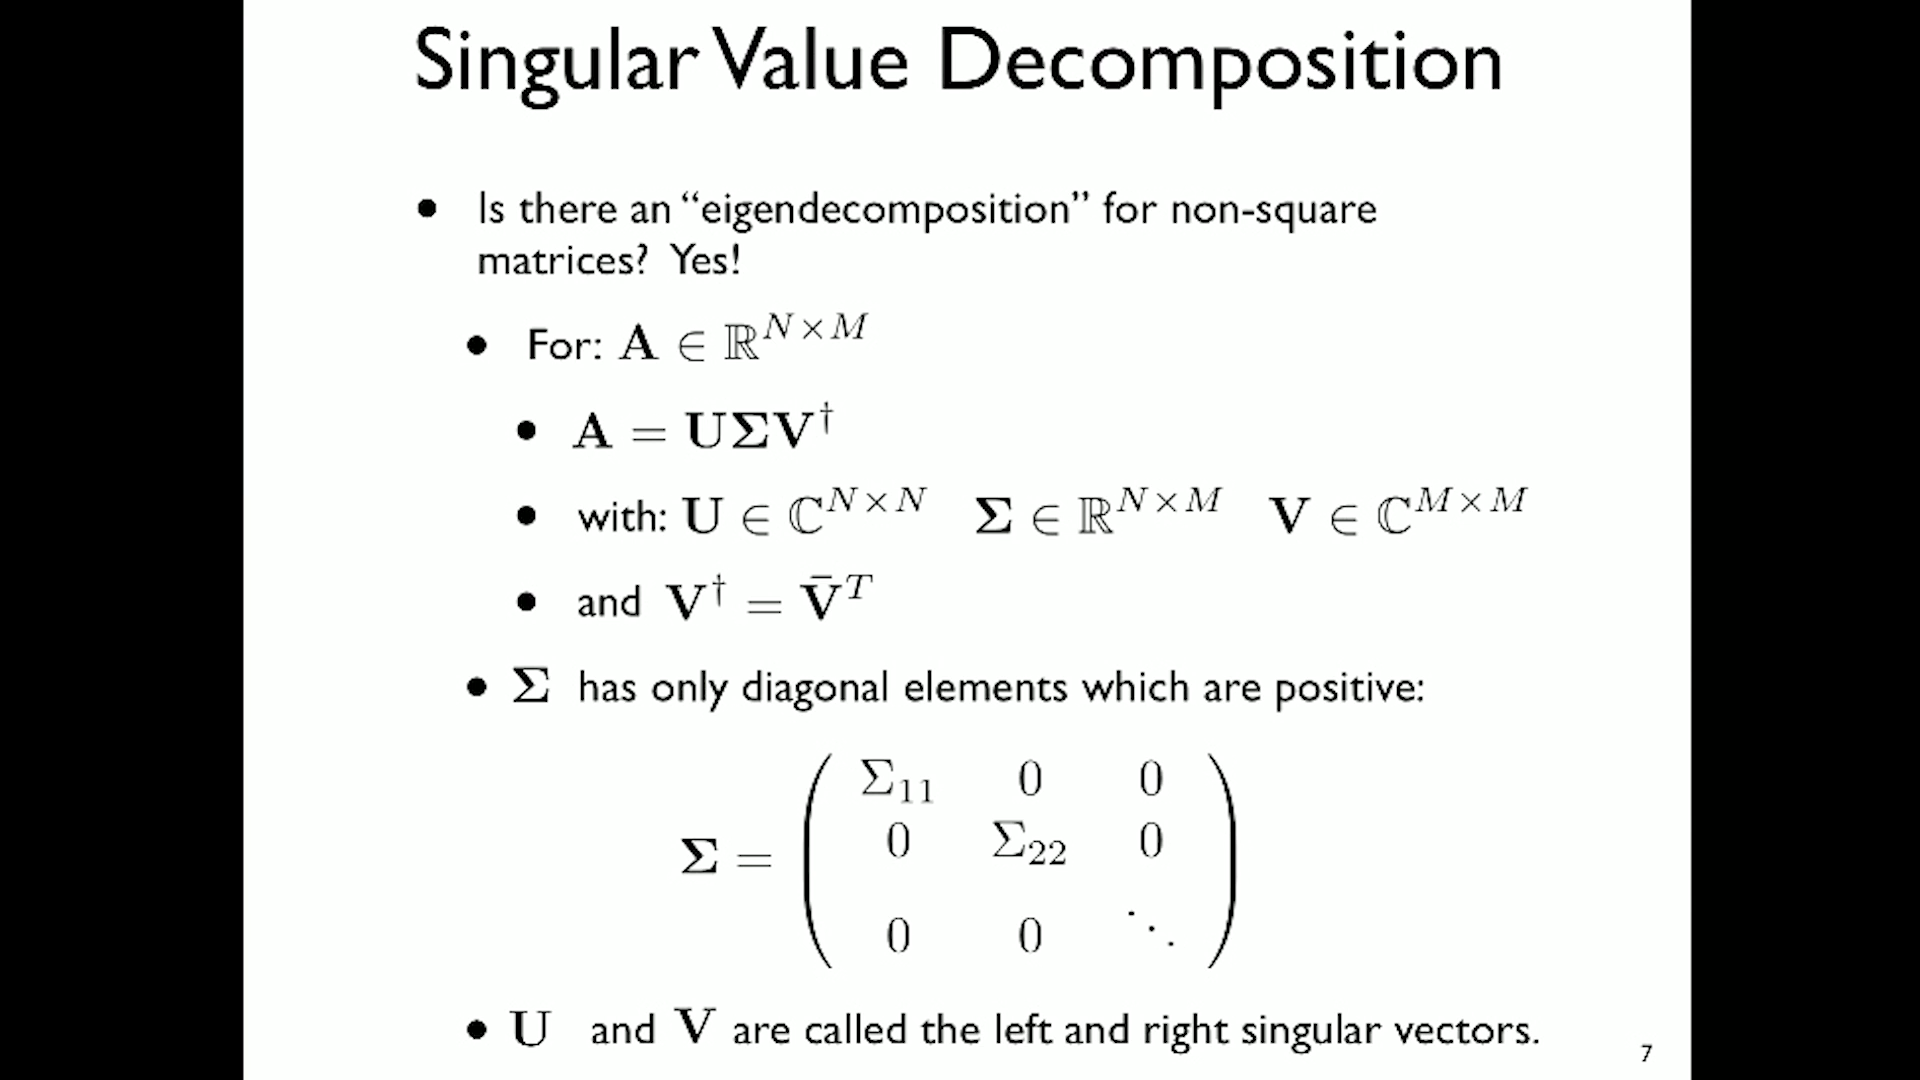 Singular Value Decomposition
• Is there an “eigendecomposition” for non-square
matrices? Yes!
• For: A ∈ ℝ^{N×M}
• A = UΣV^†
• with: U ∈ ℂ^{N×N} Σ ∈ ℝ^{N×M} V ∈ ℂ^{M×M}
• and V^† = V̄^T
• Σ has only diagonal elements which are positive:
Σ_{11} 0 0
0 Σ_{22} 0
Σ =
0 0 ⋱
• U and V are called the left and right singular vectors.
7